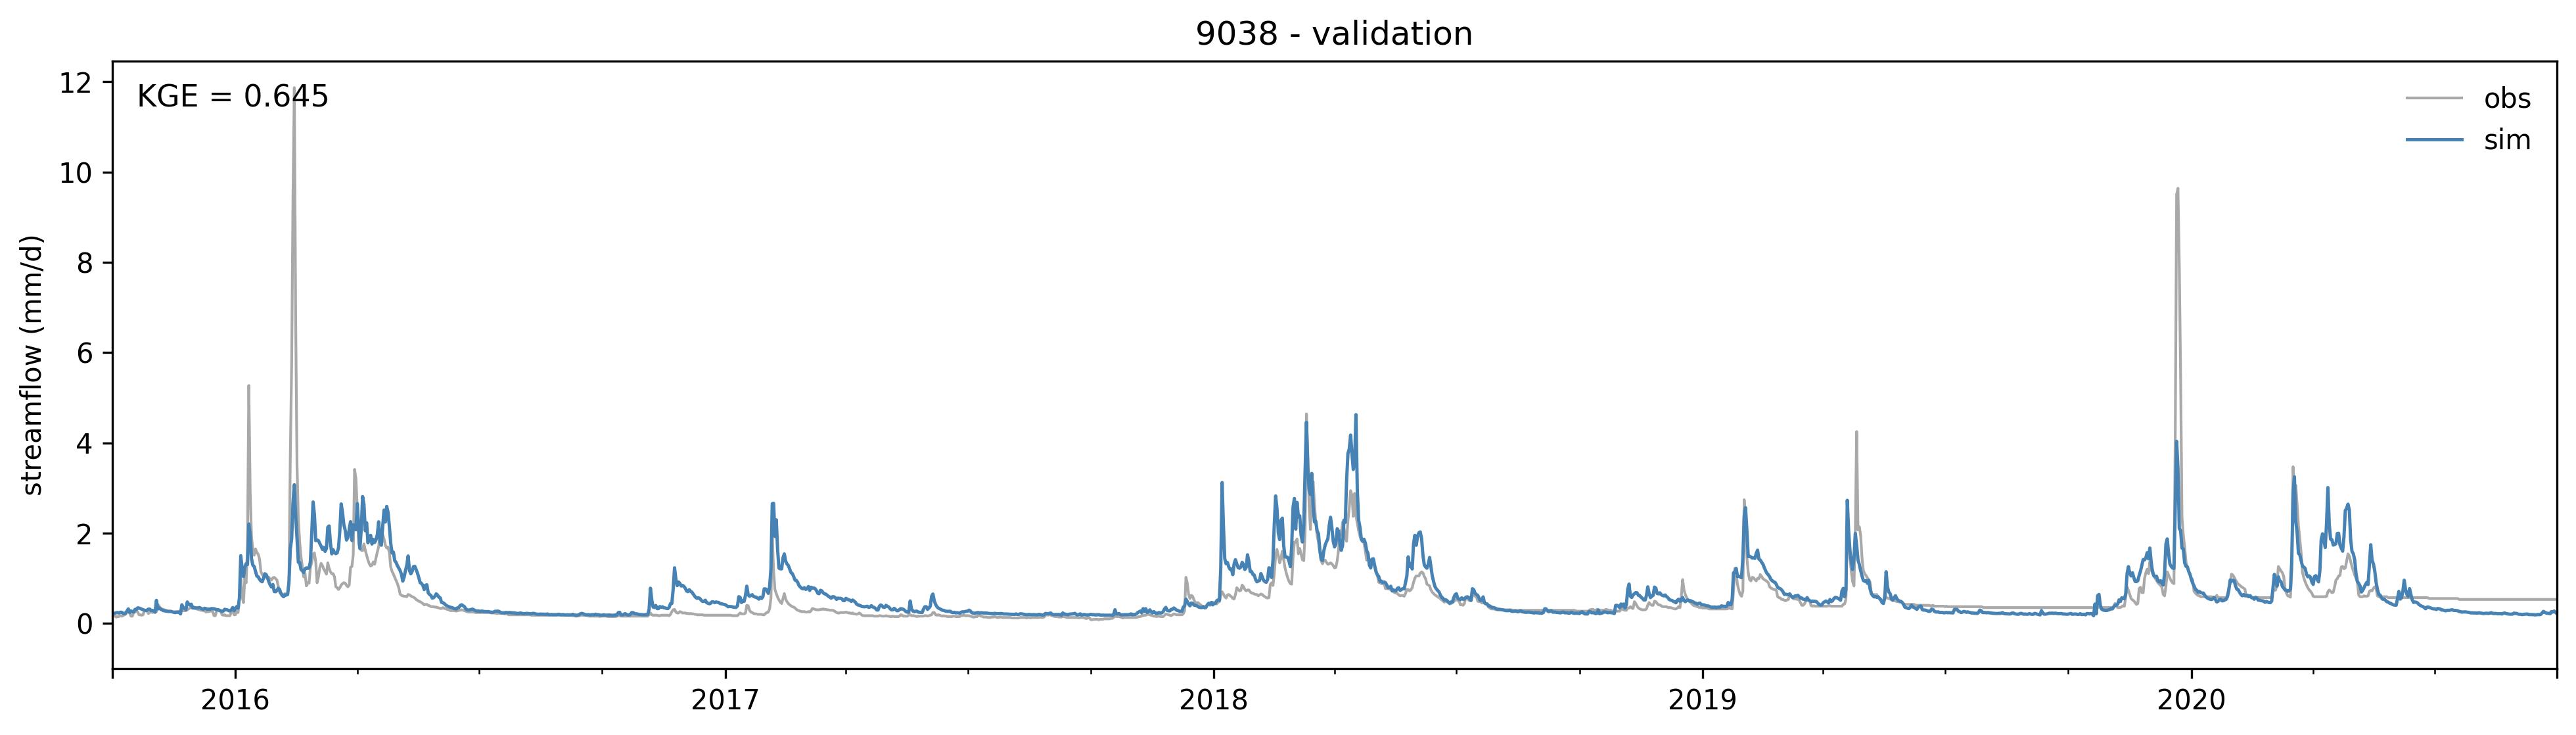 9038 - validation
KGE = 0.645
obs
sim
streamflow (mm/d)
12
10
8
6
4
2
0
2016
2017
2018
2019
2020